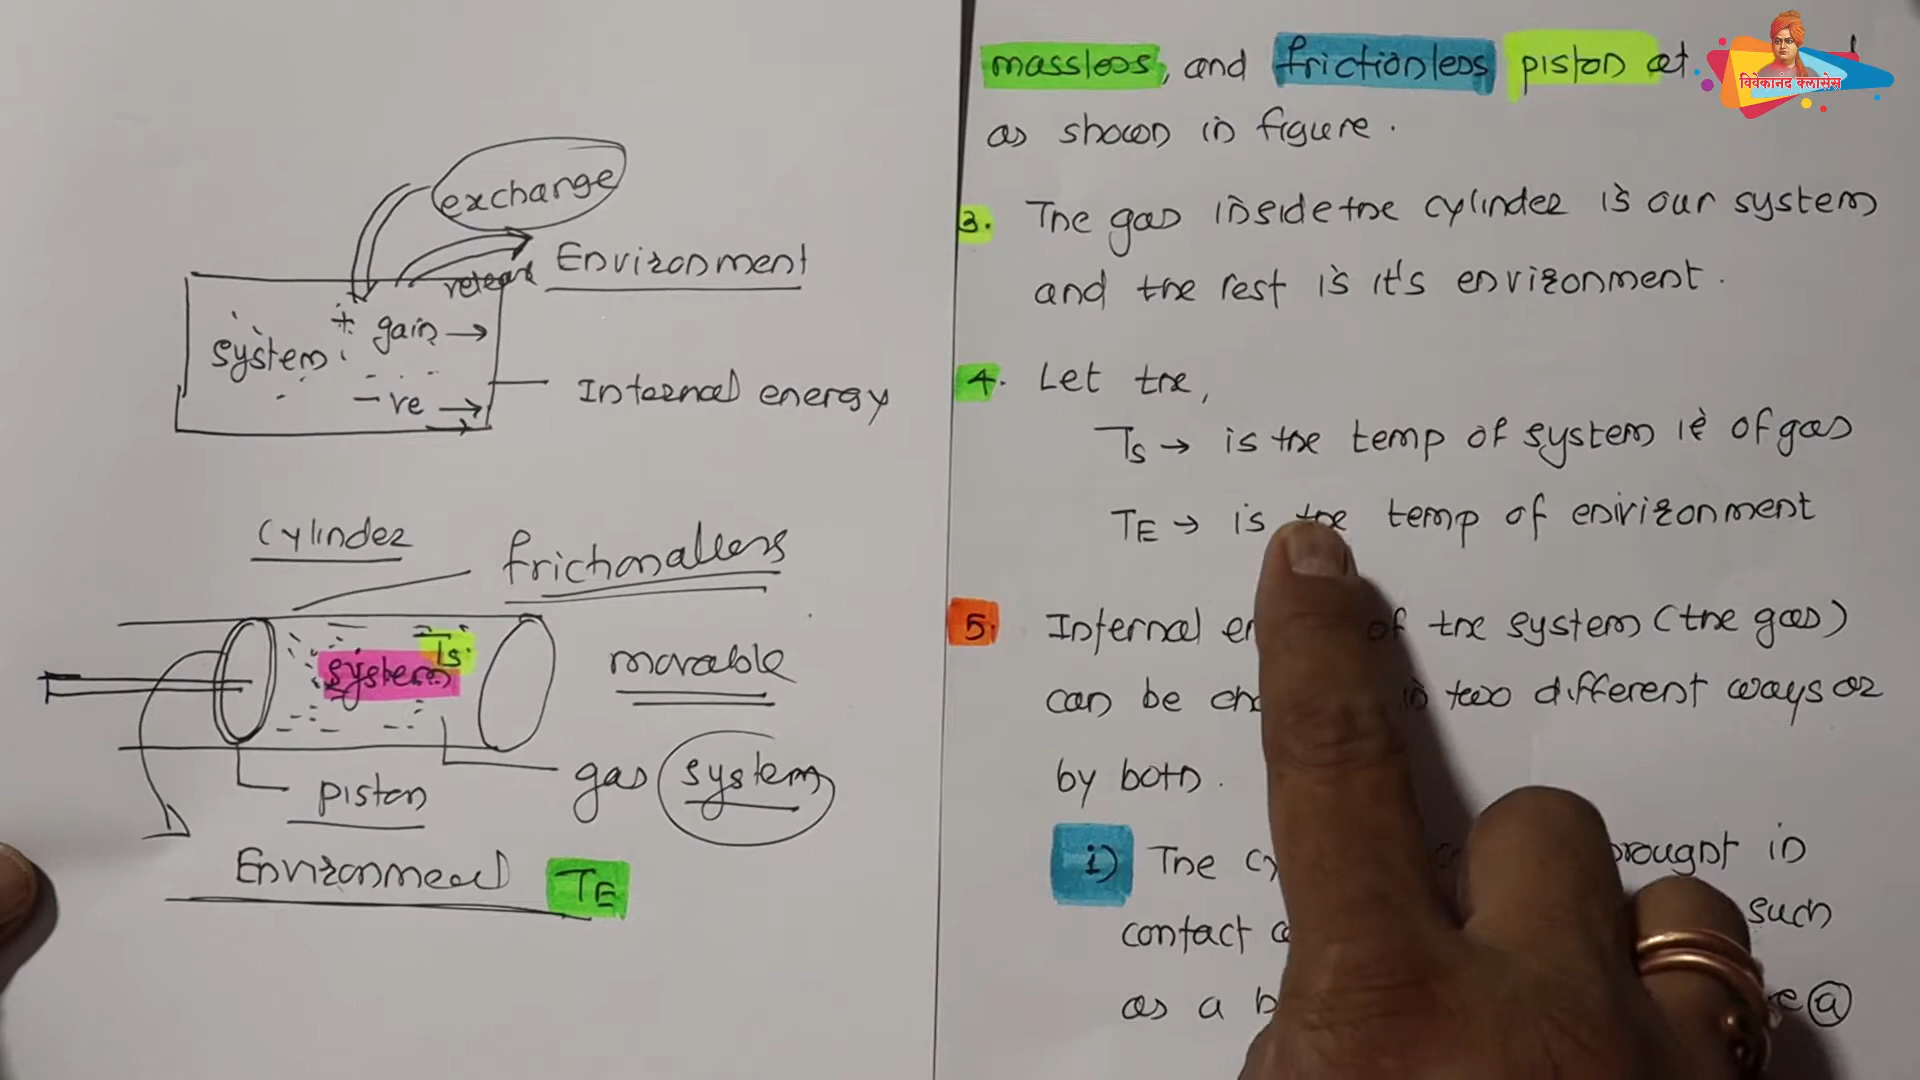 exchange
Environment
system
+ gain →
- ve →
Internal energy
Cylinder
frichonalless
Ts
system
movable
gas system
piston
TE
massless, and frictionless piston at
विवेकानंद क्लासेस
as shown in figure.
3. The gas inside the cylinder is our system
and the rest is it's environment.
4. Let the,
Ts → is the temp of system ie of gas
TE → is the temp of environment
5. Internal of the system (the gas)
can be in two different ways or
by both.
i) The in
contact such
as a a